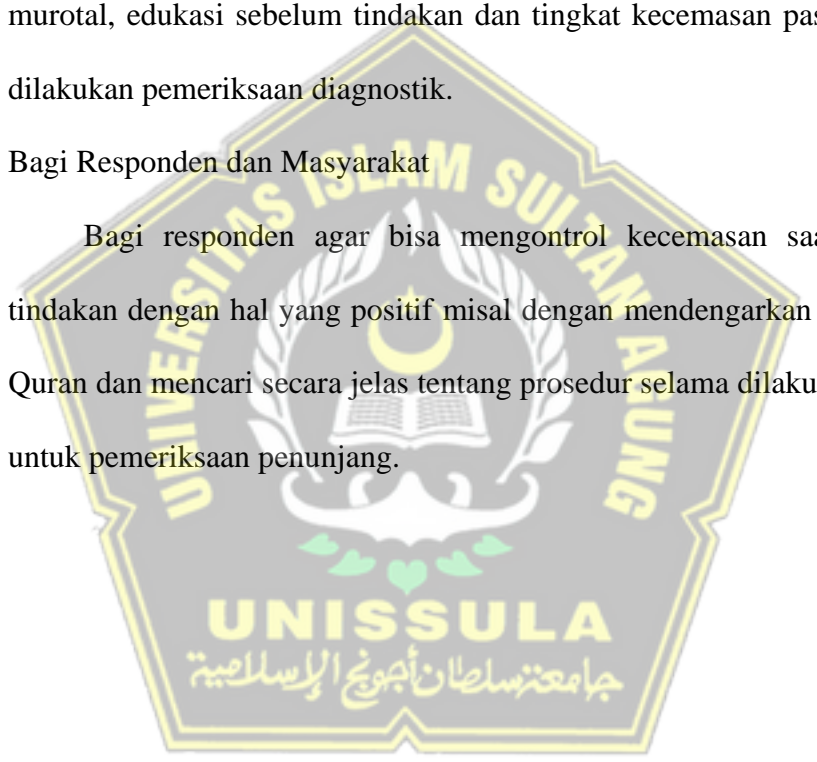 murotal, edukasi sebelum tindakan dan tingkat kecemasan pas
dilakukan pemeriksaan diagnostik.
Bagi Responden dan Masyarakat
Bagi responden agar bisa mengontrol kecemasan saa
tindakan dengan hal yang positif misal dengan mendengarkan
Quran dan mencari secara jelas tentang prosedur selama dilaku
untuk pemeriksaan penunjang.
UNIVERSITAS ISLAM SULTAN AGUNG
UNISSULA
جامعة سلطان أجونج الإسلامية